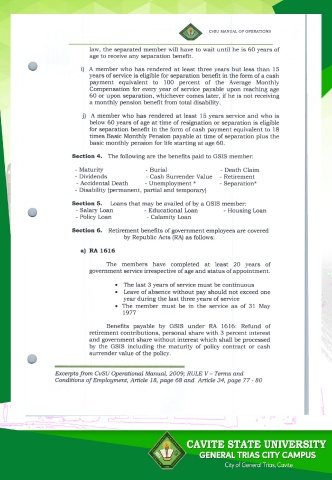 CVSU MANUAL OF OPERATIONS
law, the separated member will have to wait until he is 60 years of
age to receive any separation benefit.
i) A member who has rendered at least three years but less than 15
years of service is eligible for separation benefit in the form of a cash
payment equivalent to 100 percent of the Average Monthly
Compensation for every year of service payable upon reaching age
60 or upon separation, whichever comes later, if he is not receiving
a monthly pension benefit from total disability.
j) A member who has rendered at least 15 years service and who is
below 60 years of age at time of resignation or separation is eligible
for separation benefit in the form of cash payment equivalent to 18
times Basic Monthly Pension payable at time of separation plus the
basic monthly pension for life starting at age 60.
Section 4. The following are the benefits paid to GSIS member:
- Maturity - Burial - Death Claim
- Dividends - Cash Surrender Value - Retirement
- Accidental Death - Unemployment * - Separation*
- Disability (permanent, partial and temporary)
Section 5. Loans that may be availed of by a GSIS member:
- Salary Loan - Educational Loan - Housing Loan
- Policy Loan - Calamity Loan
Section 6. Retirement benefits of government employees are covered
by Republic Acts (RA) as follows:
a) RA 1616
The members have completed at least 20 years of
government service irrespective of age and status of appointment.
• The last 3 years of service must be continuous
• Leave of absence without pay should not exceed one
year during the last three years of service
• The member must be in the service as of 31 May
1977
Benefits payable by GSIS under RA 1616: Refund of
retirement contributions, personal share with 3 percent interest
and government share without interest which shall be processed
by the GSIS including the maturity of policy contract or cash
surrender value of the policy.
Excerpts from CvSU Operational Manual, 2009; RULE V – Terms and
Conditions of Employment, Article 18, page 68 and Article 34, page 77 - 80
CAVITE STATE UNIVERSITY
GENERAL TRIAS CITY CAMPUS
City of General Trias, Cavite